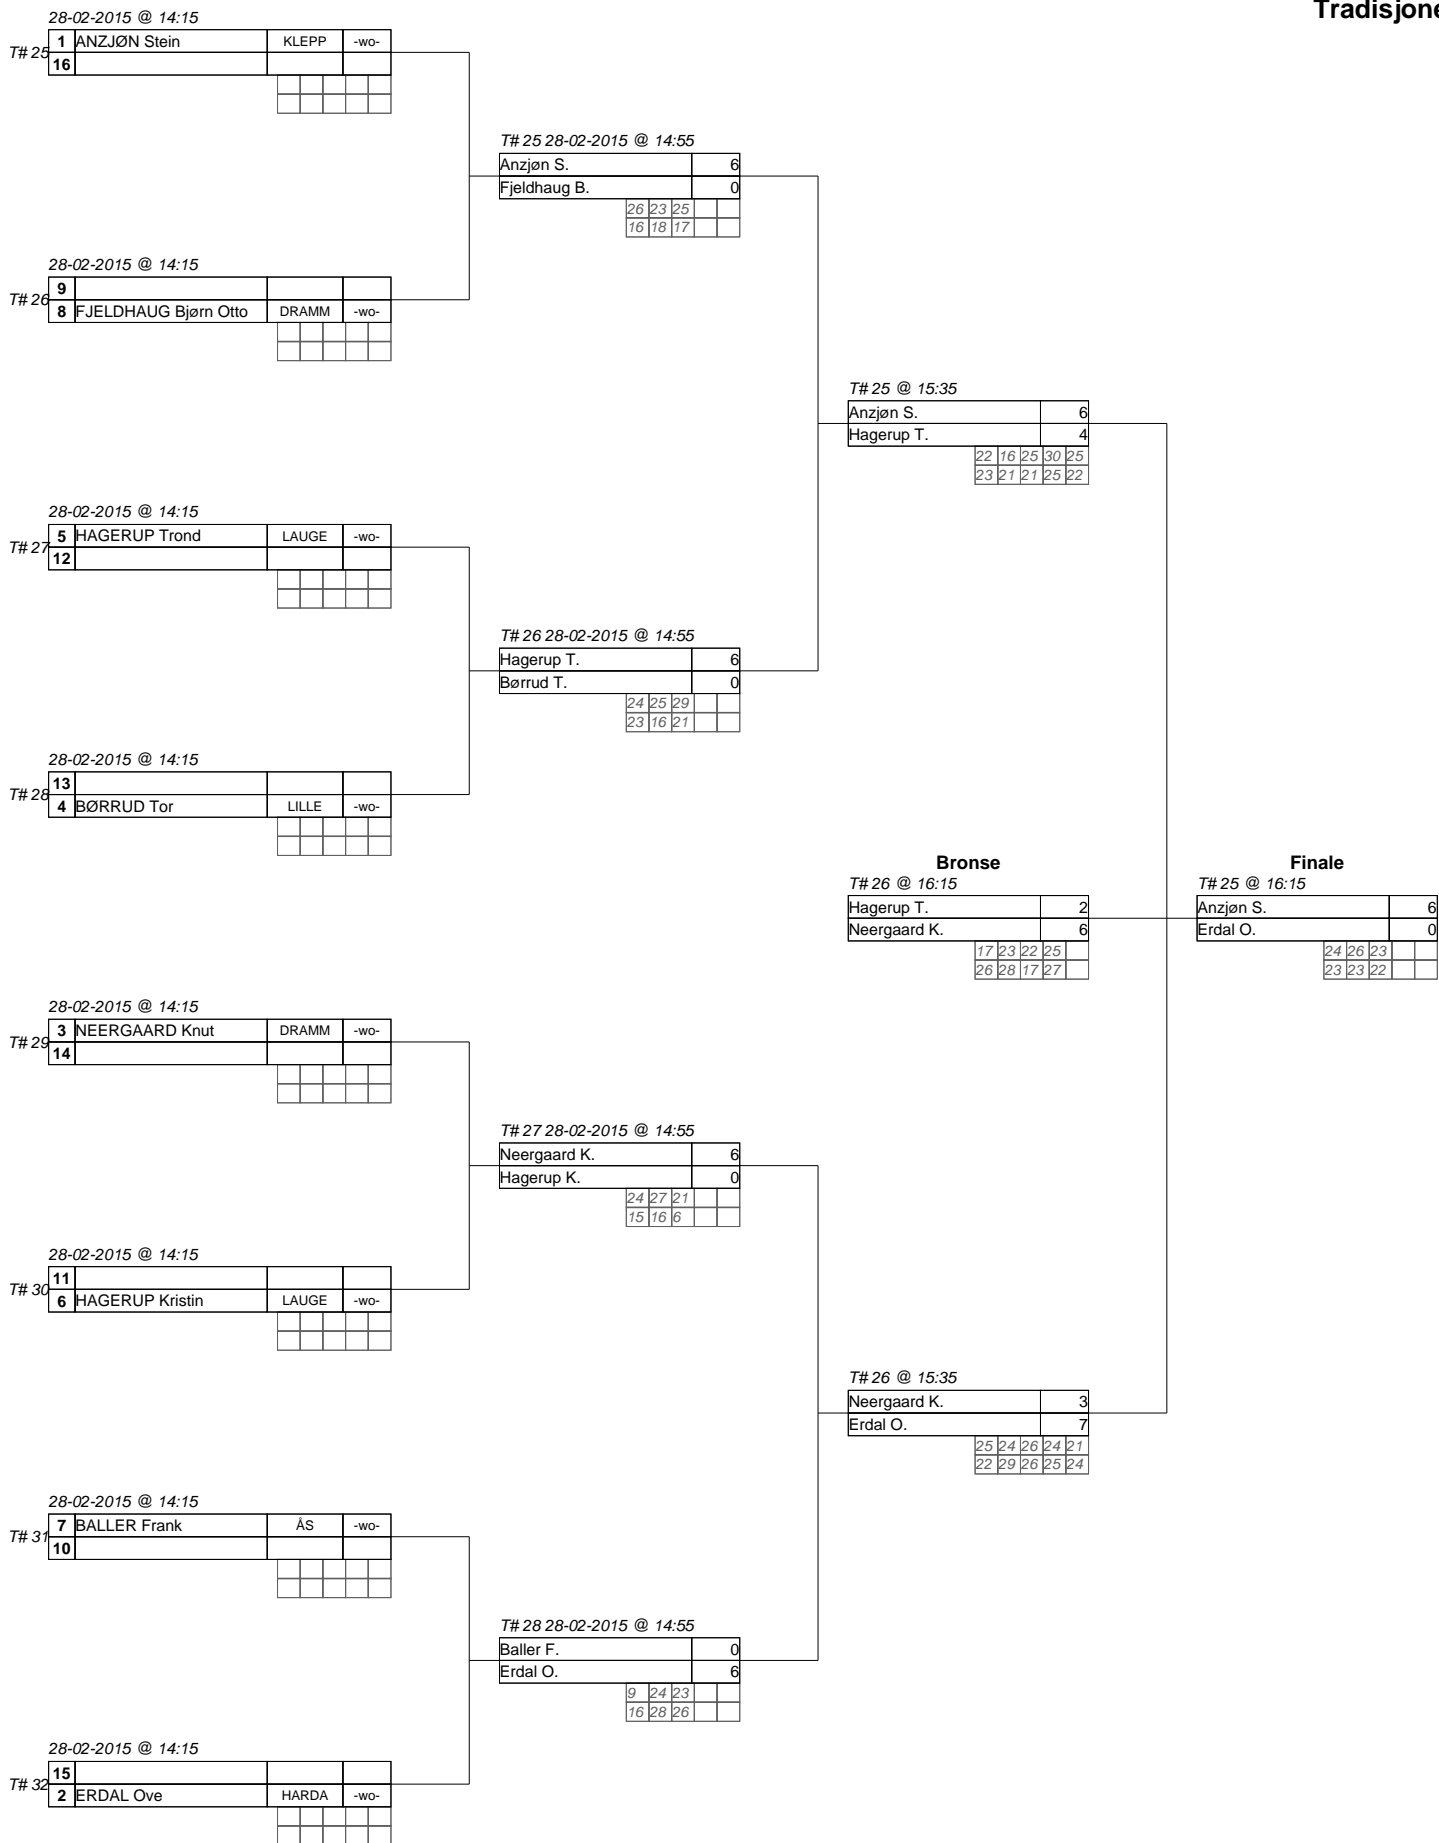 Tradisjone
28-02-2015 @ 14:15
T# 25
1 ANZJØN Stein KLEPP -wo-
16
T# 25 28-02-2015 @ 14:55
Anzjøn S. 6
Fjeldhaug B. 0
26 23 25
16 18 17
28-02-2015 @ 14:15
T# 26
9
8 FJELDHAUG Bjørn Otto DRAMM -wo-
T# 25 @ 15:35
Anzjøn S. 6
Hagerup T. 4
22 16 25 30 25
23 21 21 25 22
28-02-2015 @ 14:15
T# 27
5 HAGERUP Trond LAUGE -wo-
12
T# 26 28-02-2015 @ 14:55
Hagerup T. 6
Børrud T. 0
24 25 29
23 16 21
28-02-2015 @ 14:15
T# 28
13
4 BØRRUD Tor LILLE -wo-
Bronse
T# 26 @ 16:15
Hagerup T. 2
Neergaard K. 6
17 23 22 25
26 28 17 27
Finale
T# 25 @ 16:15
Anzjøn S. 6
Erdal O. 0
24 26 23
23 23 22
28-02-2015 @ 14:15
T# 29
3 NEERGAARD Knut DRAMM -wo-
14
T# 27 28-02-2015 @ 14:55
Neergaard K. 6
Hagerup K. 0
24 27 21
15 16 6
28-02-2015 @ 14:15
T# 30
11
6 HAGERUP Kristin LAUGE -wo-
T# 26 @ 15:35
Neergaard K. 3
Erdal O. 7
25 24 26 24 21
22 29 26 25 24
28-02-2015 @ 14:15
T# 31
7 BALLER Frank ÅS -wo-
10
T# 28 28-02-2015 @ 14:55
Baller F. 0
Erdal O. 6
9 24 23
16 28 26
28-02-2015 @ 14:15
T# 32
15
2 ERDAL Ove HARDA -wo-